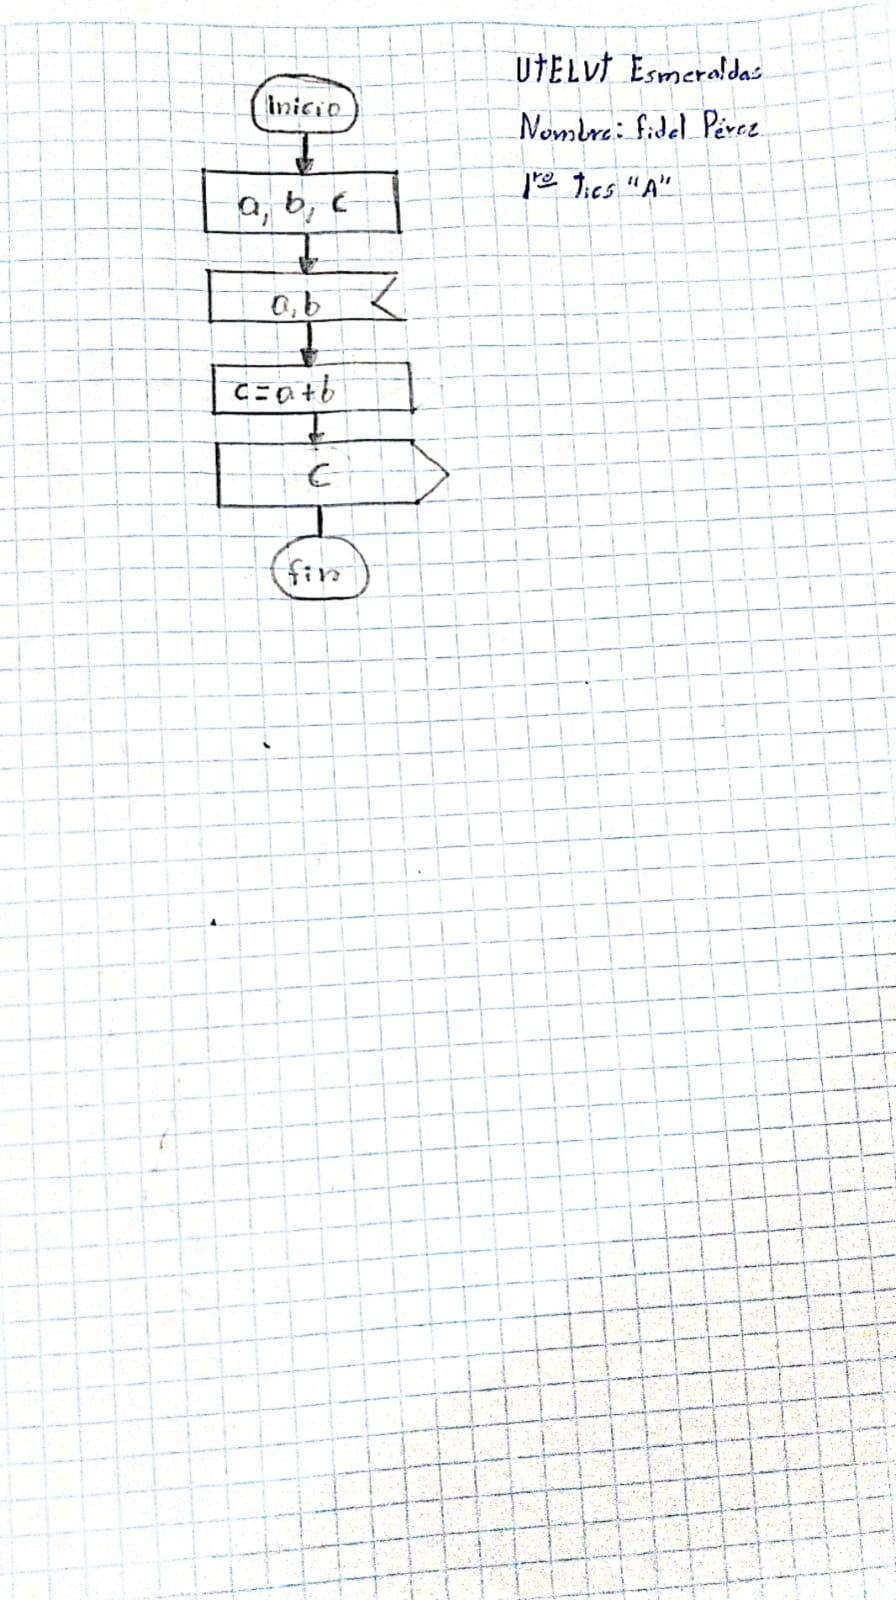 UTELVT Esmeraldas
Nombre: fidel Pérez
1ro Tics "A"
Inicio
a, b, c
a, b
c=a+b
c
fin